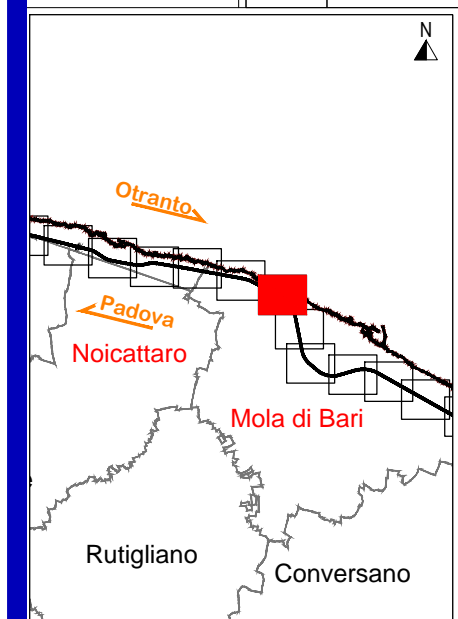 N
Otranto
Padova
Noicattaro
Mola di Bari
Rutigliano
Conversano